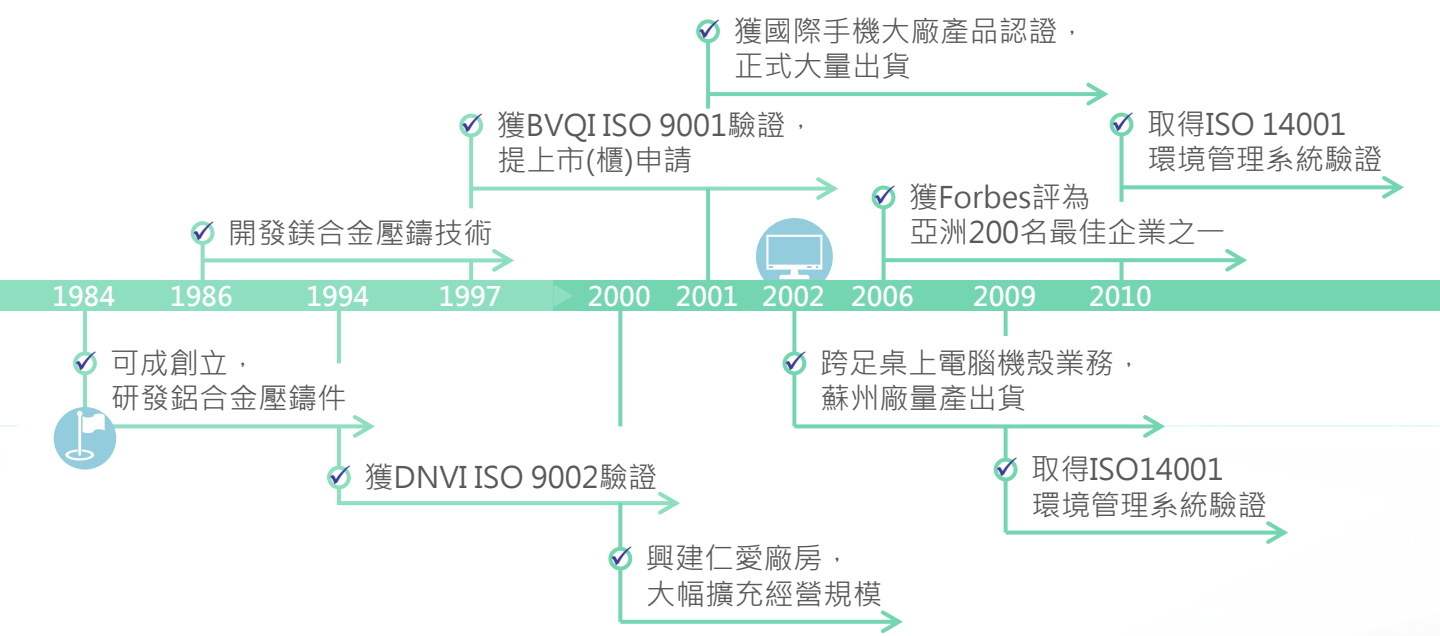 獲國際手機大廠產品認證，
正式大量出貨
獲BVQI ISO 9001驗證，
提上市(櫃)申請
取得ISO 14001
環境管理系統驗證
獲Forbes評為
亞洲200名最佳企業之一
開發鎂合金壓鑄技術
1984 1986 1994 1997 2000 2001 2002 2006 2009 2010
可成創立，
研發鋁合金壓鑄件
跨足桌上電腦機殼業務，
蘇州廠量產出貨
獲DNVI ISO 9002驗證
取得ISO14001
環境管理系統驗證
興建仁愛廠房，
大幅擴充經營規模